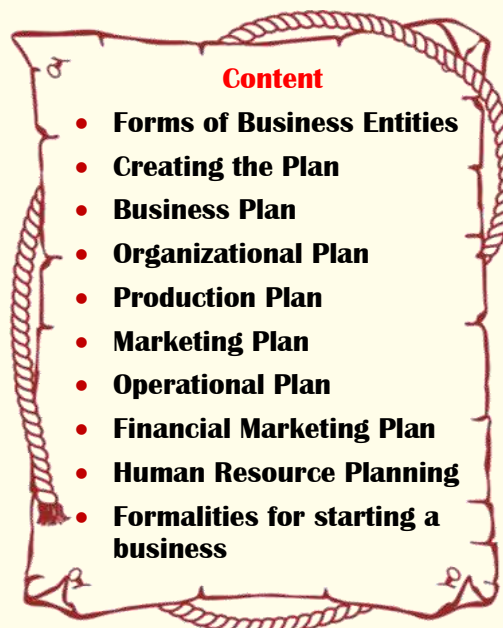 Content
• Forms of Business Entities
• Creating the Plan
• Business Plan
• Organizational Plan
• Production Plan
• Marketing Plan
• Operational Plan
• Financial Marketing Plan
• Human Resource Planning
• Formalities for starting a
business